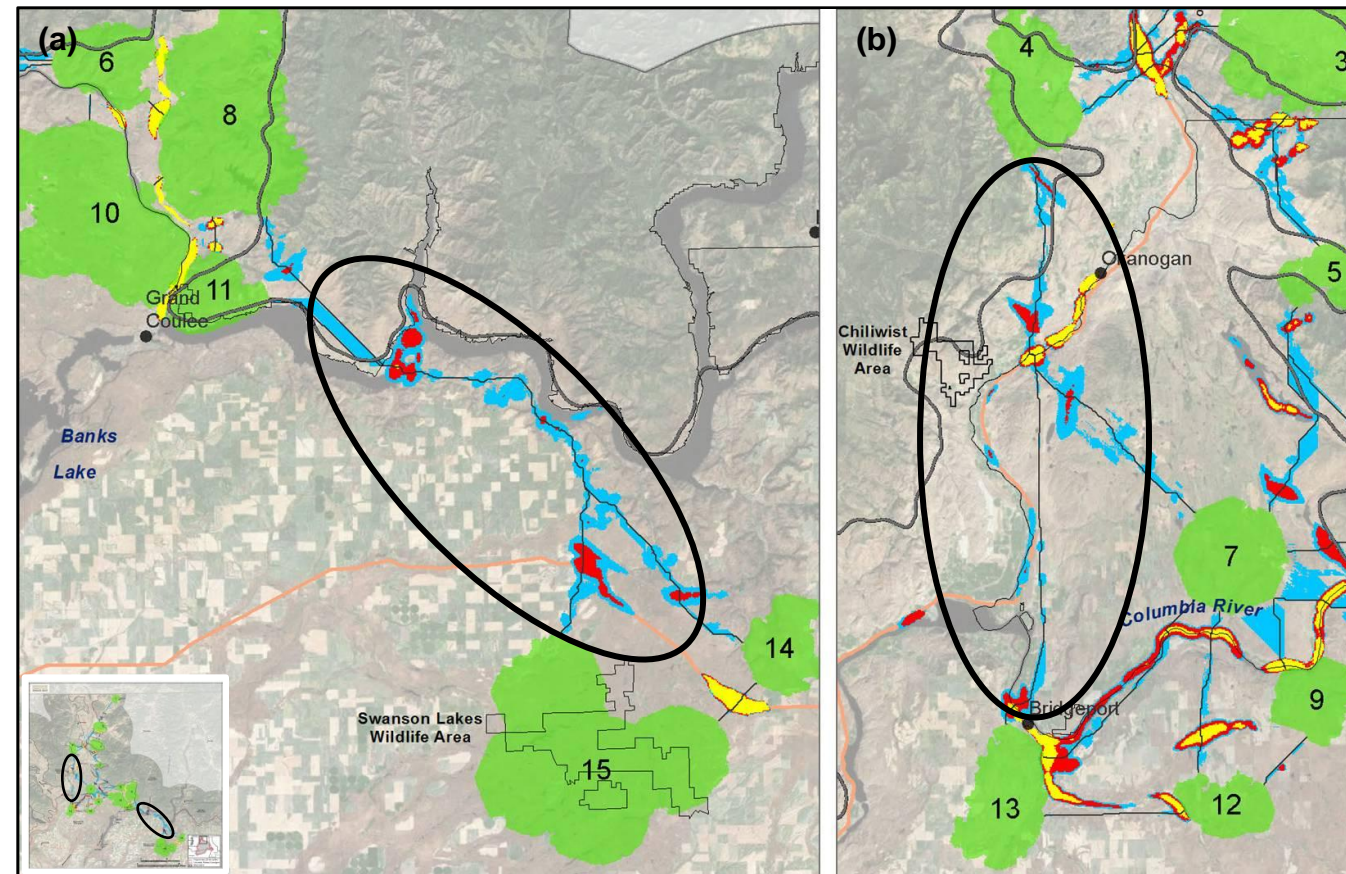 (a)
6
8
10
11
Grand
Coulee
Banks
Lake
14
Swanson Lakes
Wildlife Area
15
(b)
4
3
Okanogan
5
Chiliwist
Wildlife
Area
7
Columbia River
Bridgeport
9
13
12